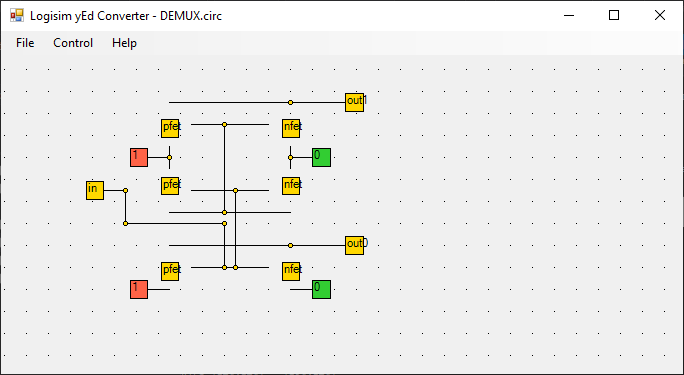 Logisim yEd Converter - DEMUX.circ
File Control Help
out1
pfet nfet
1 0
pfet nfet
in
out0
pfet nfet
1 0